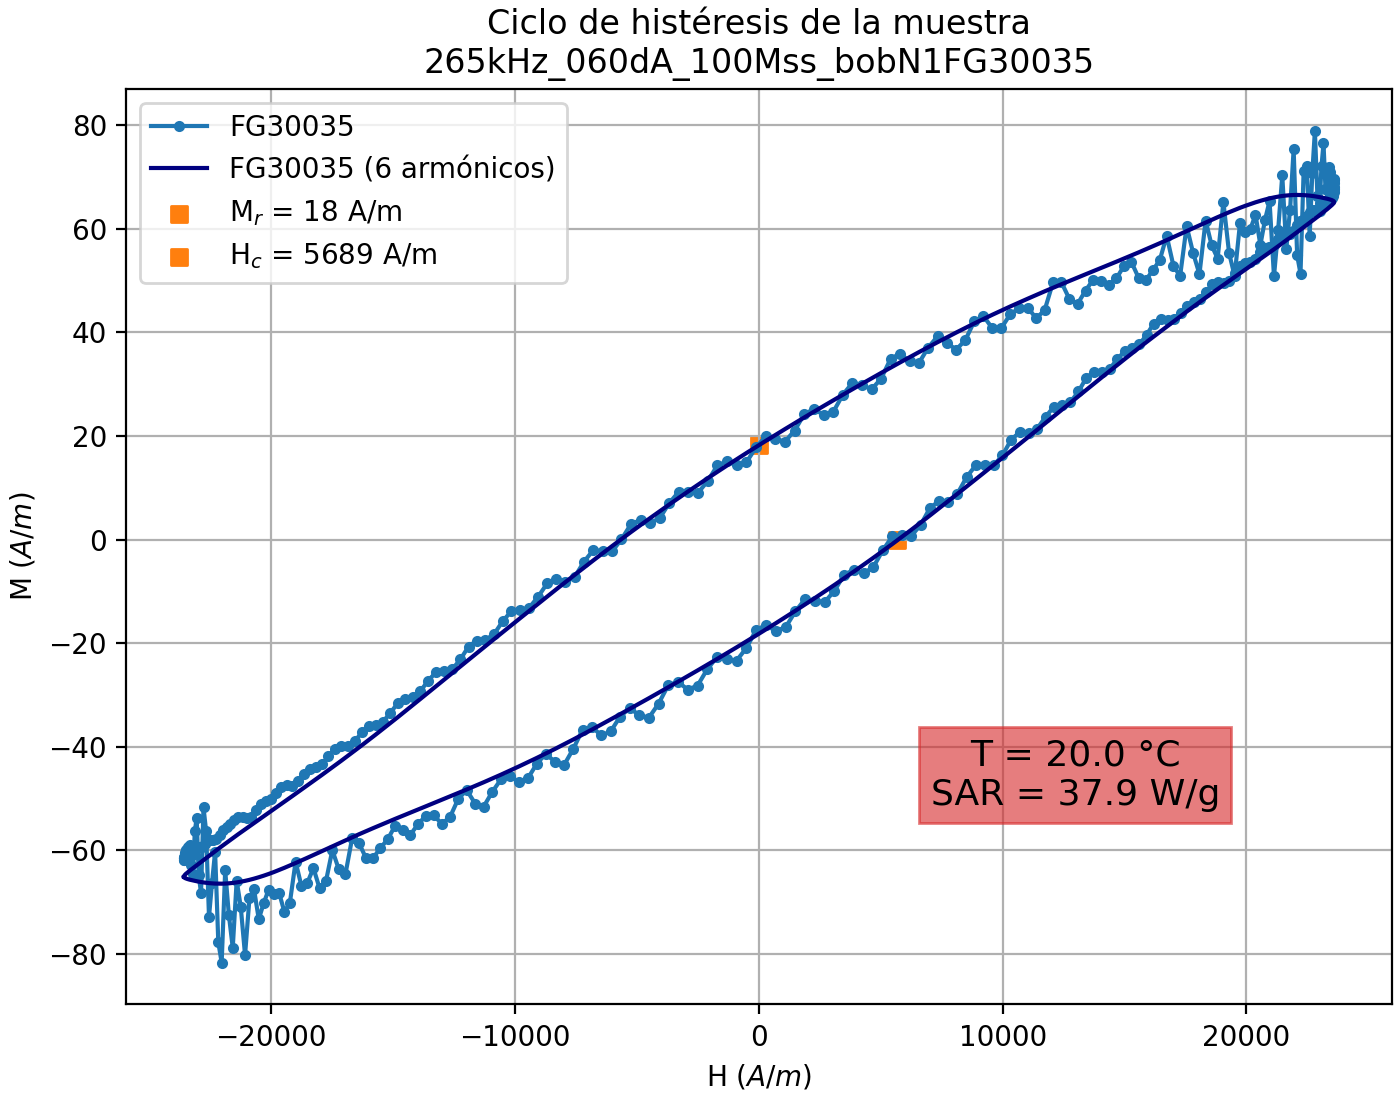 Ciclo de histéresis de la muestra
265kHz_060dA_100Mss_bobN1FG30035
FG30035
FG30035 (6 armónicos)
Mᵣ = 18 A/m
H_c = 5689 A/m
80
60
40
20
0
−20
−40
−60
−80
M (A/m)
T = 20.0 °C
SAR = 37.9 W/g
−20000
−10000
0
10000
20000
H (A/m)